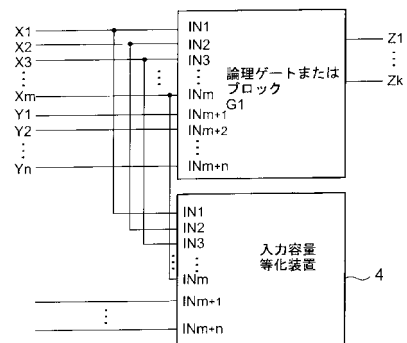 X1
X2
X3
⋮
Xm
Y1
Y2
⋮
Yn
IN1
IN2
IN3
⋮
INm
INm+1
INm+2
⋮
INm+n
論理ゲートまたは
ブロック
G1
Z1
⋮
Zk
IN1
IN2
IN3
⋮
INm
INm+1
⋮
INm+n
入力容量
等化装置
4